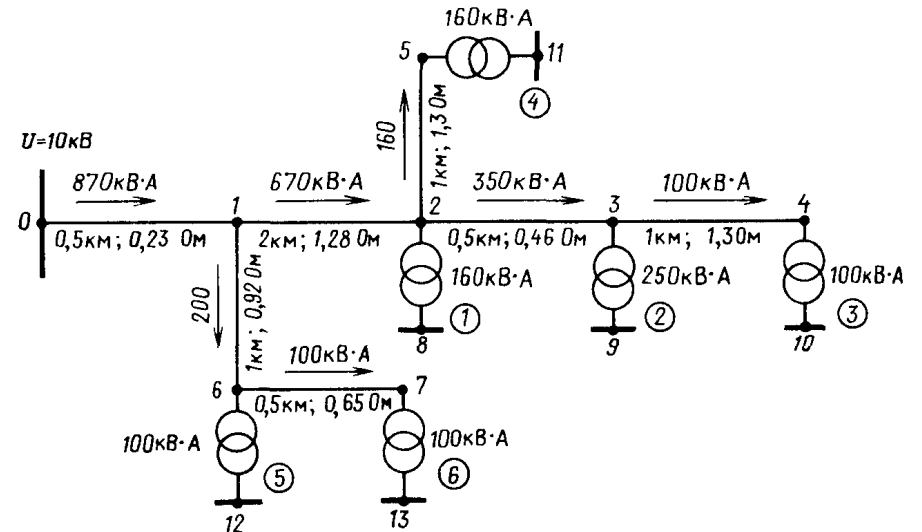 160кВ·А
5
11
④
U=10кВ
160
1км; 1,3 Ом
870кВ·А
670кВ·А
350кВ·А
100кВ·А
0
1
2
3
4
0,5км; 0,23 Ом
2км; 1,28 Ом
0,5км; 0,46 Ом
1км; 1,30м
200
1км; 0,92 Ом
160кВ·А
250кВ·А
100кВ·А
①
②
③
8
9
10
100кВ·А
6
7
0,5км; 0,65 Ом
100кВ·А
100кВ·А
⑤
⑥
12
13